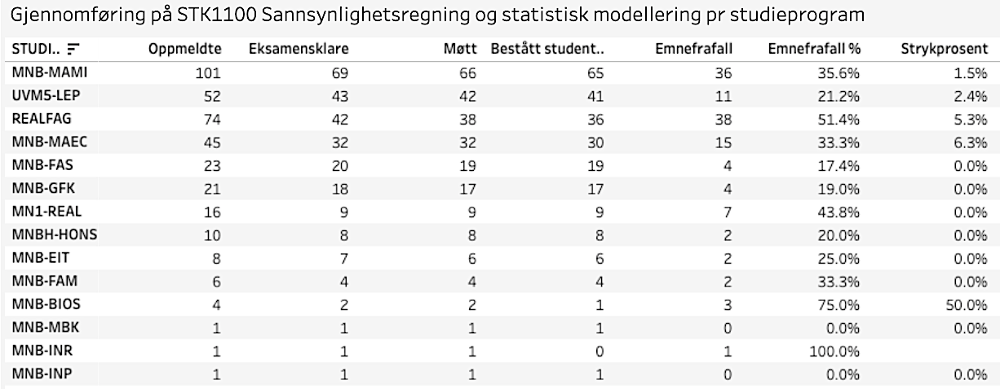 Gjennomføring på STK1100 Sannsynlighetsregning og statistisk modellering pr studieprogram
STUDI.. Oppmeldte Eksamensklare Møtt Bestått student.. Emnefrafall Emnefrafall % Strykprosent
MNB-MAMI 101 69 66 65 36 35.6% 1.5%
UVM5-LEP 52 43 42 41 11 21.2% 2.4%
REALFAG 74 42 38 36 38 51.4% 5.3%
MNB-MAEC 45 32 32 30 15 33.3% 6.3%
MNB-FAS 23 20 19 19 4 17.4% 0.0%
MNB-GFK 21 18 17 17 4 19.0% 0.0%
MN1-REAL 16 9 9 9 7 43.8% 0.0%
MNBH-HONS 10 8 8 8 2 20.0% 0.0%
MNB-EIT 8 7 6 6 2 25.0% 0.0%
MNB-FAM 6 4 4 4 2 33.3% 0.0%
MNB-BIOS 4 2 2 1 3 75.0% 50.0%
MNB-MBK 1 1 1 1 0 0.0% 0.0%
MNB-INR 1 1 1 0 1 100.0%
MNB-INP 1 1 1 1 0 0.0% 0.0%